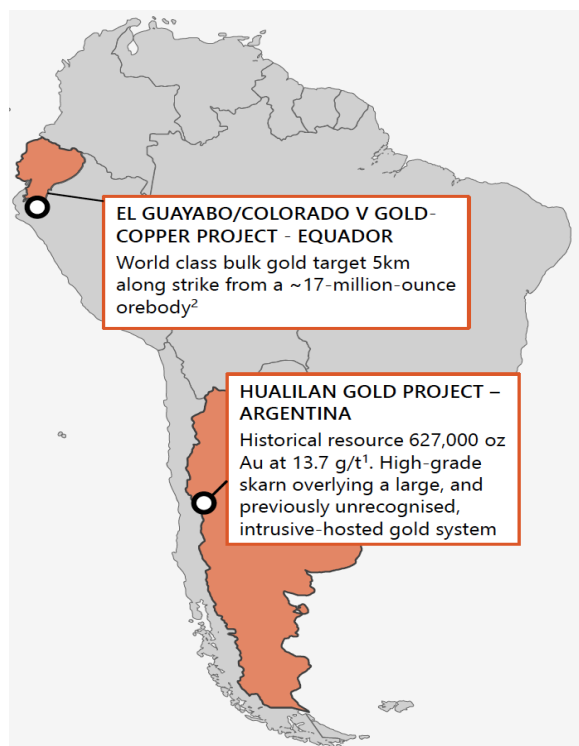 EL GUAYABO/COLORADO V GOLD-
COPPER PROJECT - EQUADOR
World class bulk gold target 5km
along strike from a ~17-million-ounce
orebody²
HUALILAN GOLD PROJECT –
ARGENTINA
Historical resource 627,000 oz
Au at 13.7 g/t¹. High-grade
skarn overlying a large, and
previously unrecognised,
intrusive-hosted gold system